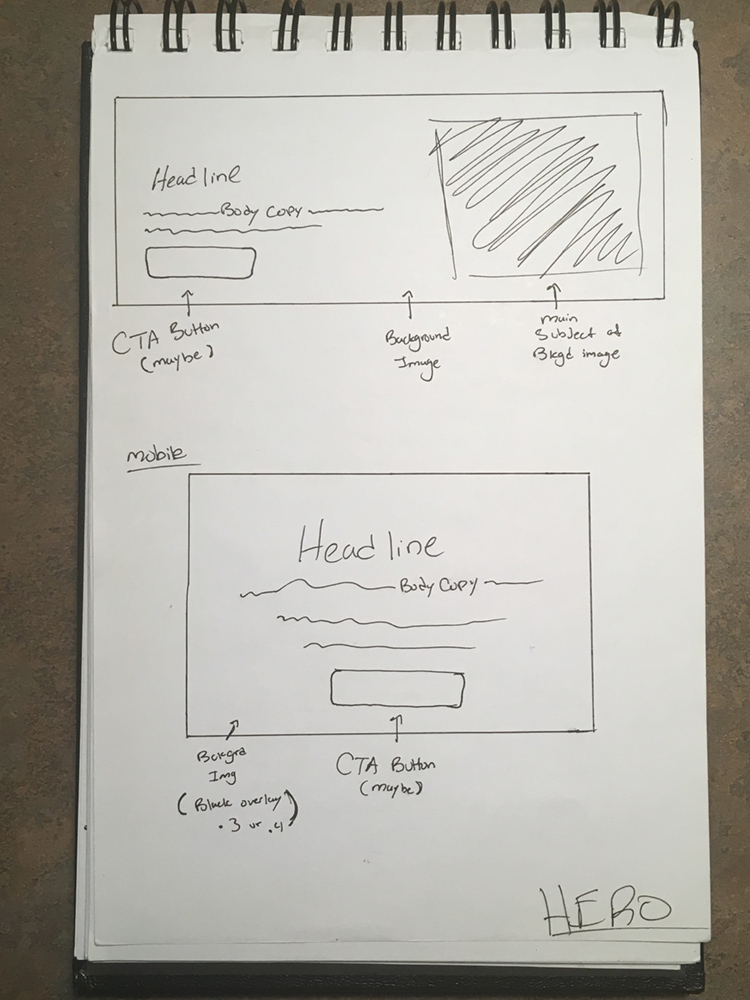 Headline
Body Copy
CTA Button
(maybe)
Background
Image
main
Subject of
Bkgd image
mobile
Headline
Body Copy
Bckgrd
Img
(Black overlay)
.3 or .4
CTA Button
(maybe)
HERO